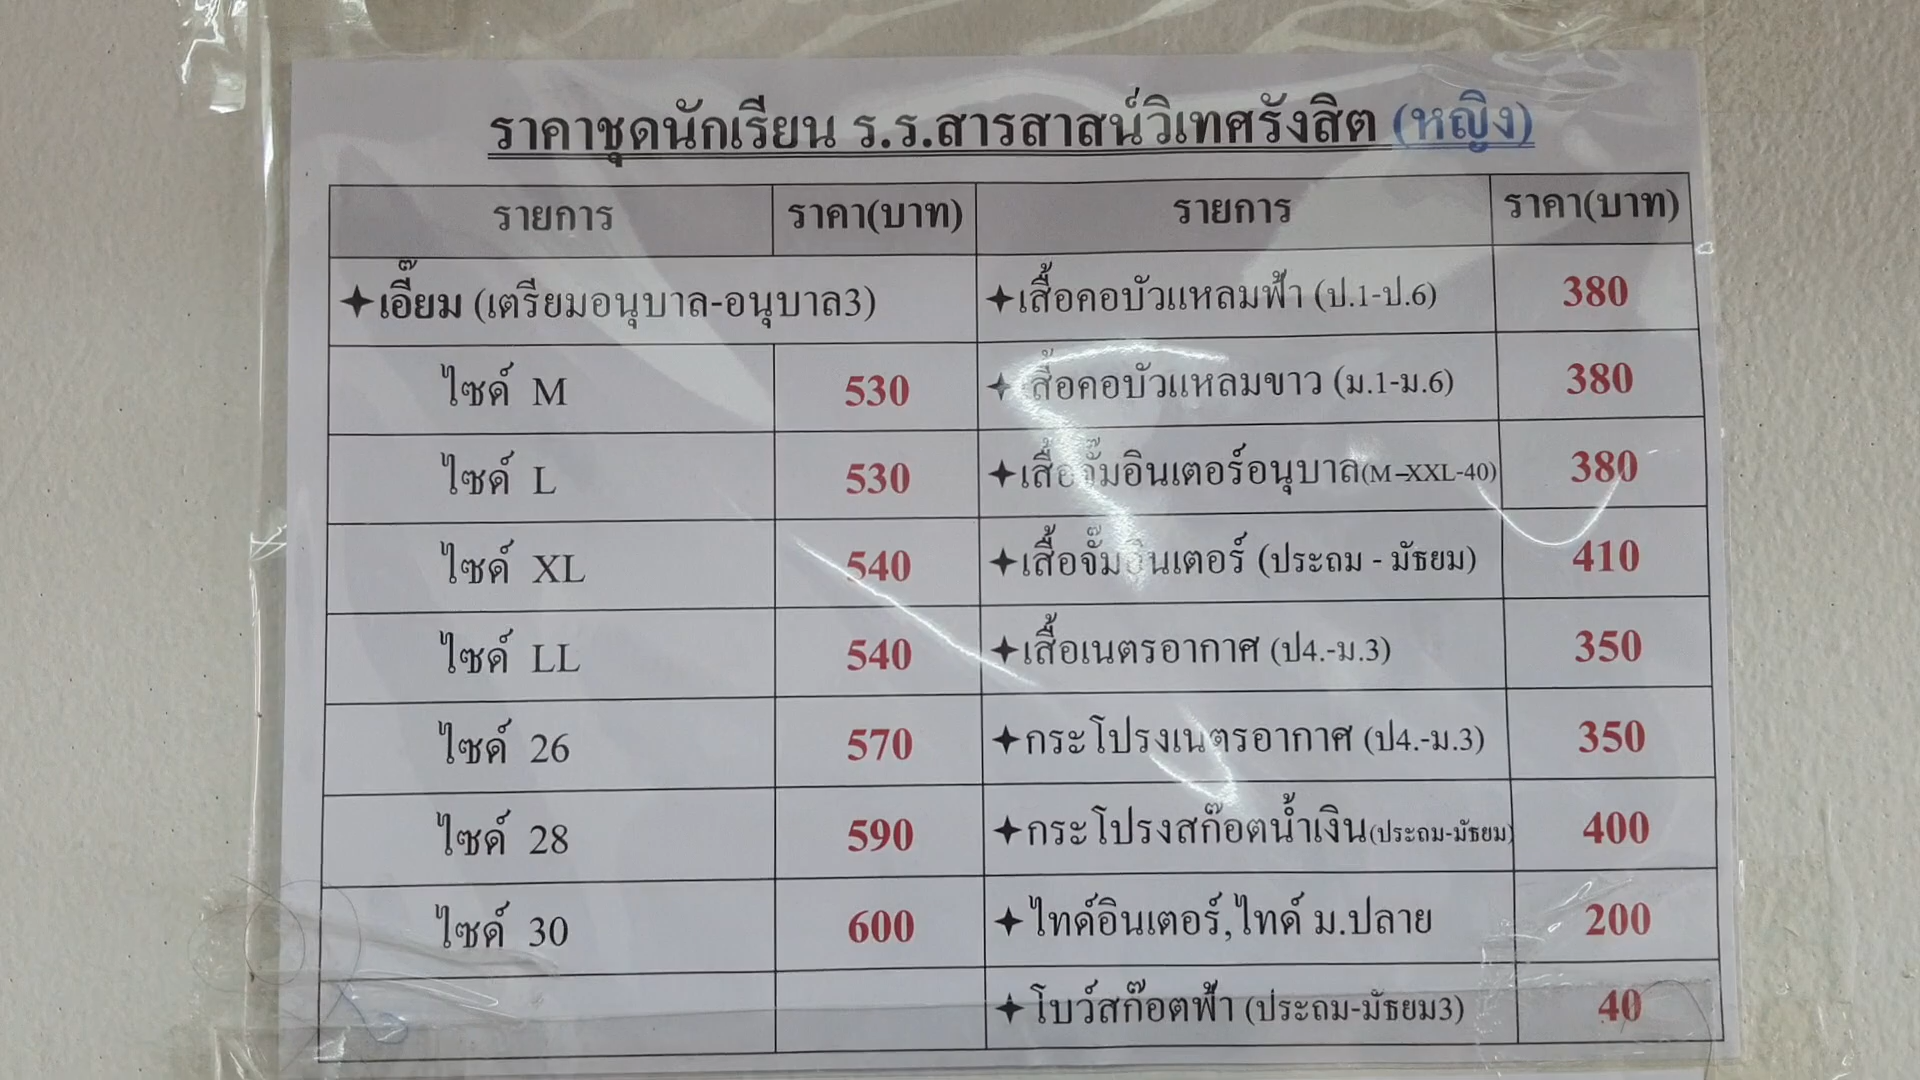 ราคาชุดนักเรียน ร.ร.สารสาสน์วิเทศรังสิต (หญิง)
รายการ ราคา(บาท) รายการ ราคา(บาท)
✦เอี๊ยม (เตรียมอนุบาล-อนุบาล3) ✦เสื้อคอบัวแหลมฟ้า (ป.1-ป.6) 380
ไซด์ M 530 ✦เสื้อคอบัวแหลมขาว (ม.1-ม.6) 380
ไซด์ L 530 ✦เสื้อจั๊มอินเตอร์อนุบาล(M–XXL-40) 380
ไซด์ XL 540 ✦เสื้อจั๊มอินเตอร์ (ประถม - มัธยม) 410
ไซด์ LL 540 ✦เสื้อเนตรอากาศ (ป4.-ม.3) 350
ไซด์ 26 570 ✦กระโปรงเนตรอากาศ (ป4.-ม.3) 350
ไซด์ 28 590 ✦กระโปรงสก๊อตน้ำเงิน(ประถม-มัธยม) 400
ไซด์ 30 600 ✦ไทด์อินเตอร์,ไทด์ ม.ปลาย 200
✦โบว์สก๊อตฟ้า (ประถม-มัธยม3) 40